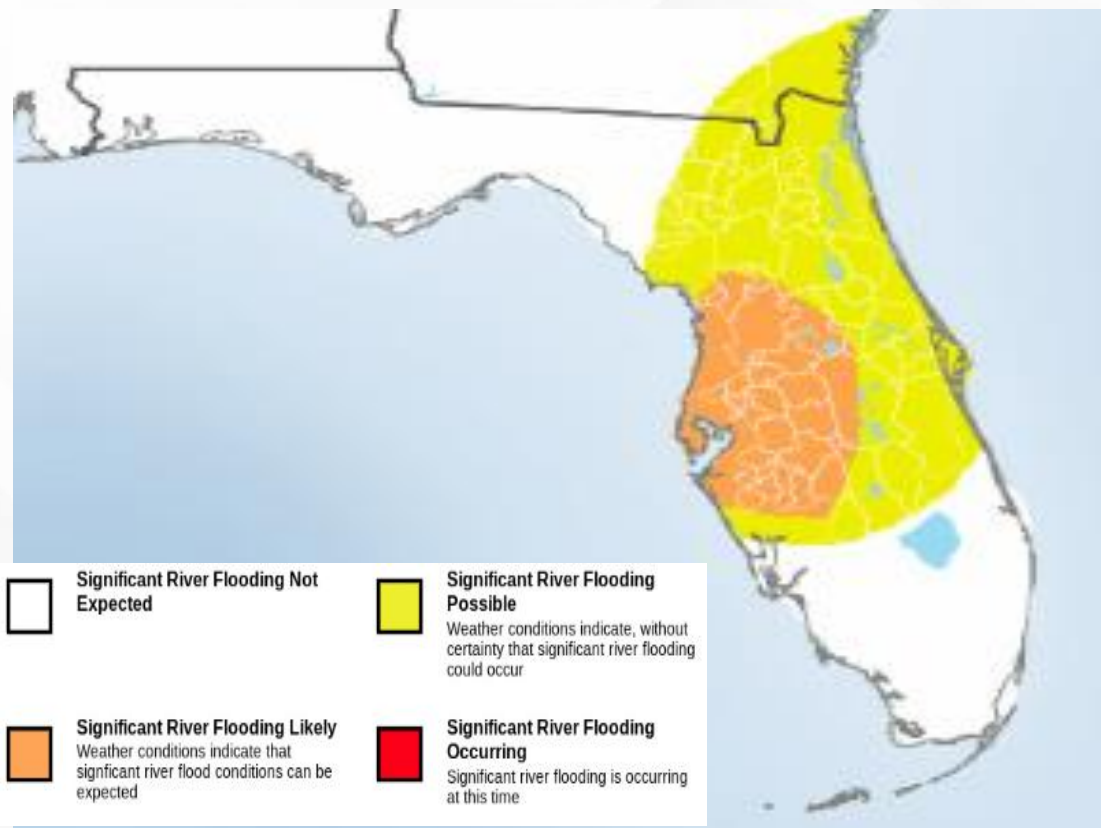 Significant River Flooding Not
Expected
Significant River Flooding
Possible
Weather conditions indicate, without
certainty that significant river flooding
could occur
Significant River Flooding Likely
Weather conditions indicate that
signficant river flood conditions can be
expected
Significant River Flooding
Occurring
Significant river flooding is occurring
at this time